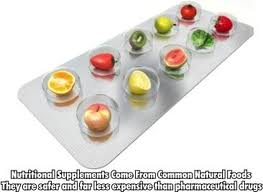 Nutritional Supplements Come From Common Natural Foods
They are safer and far less expensive than pharmaceutical drugs